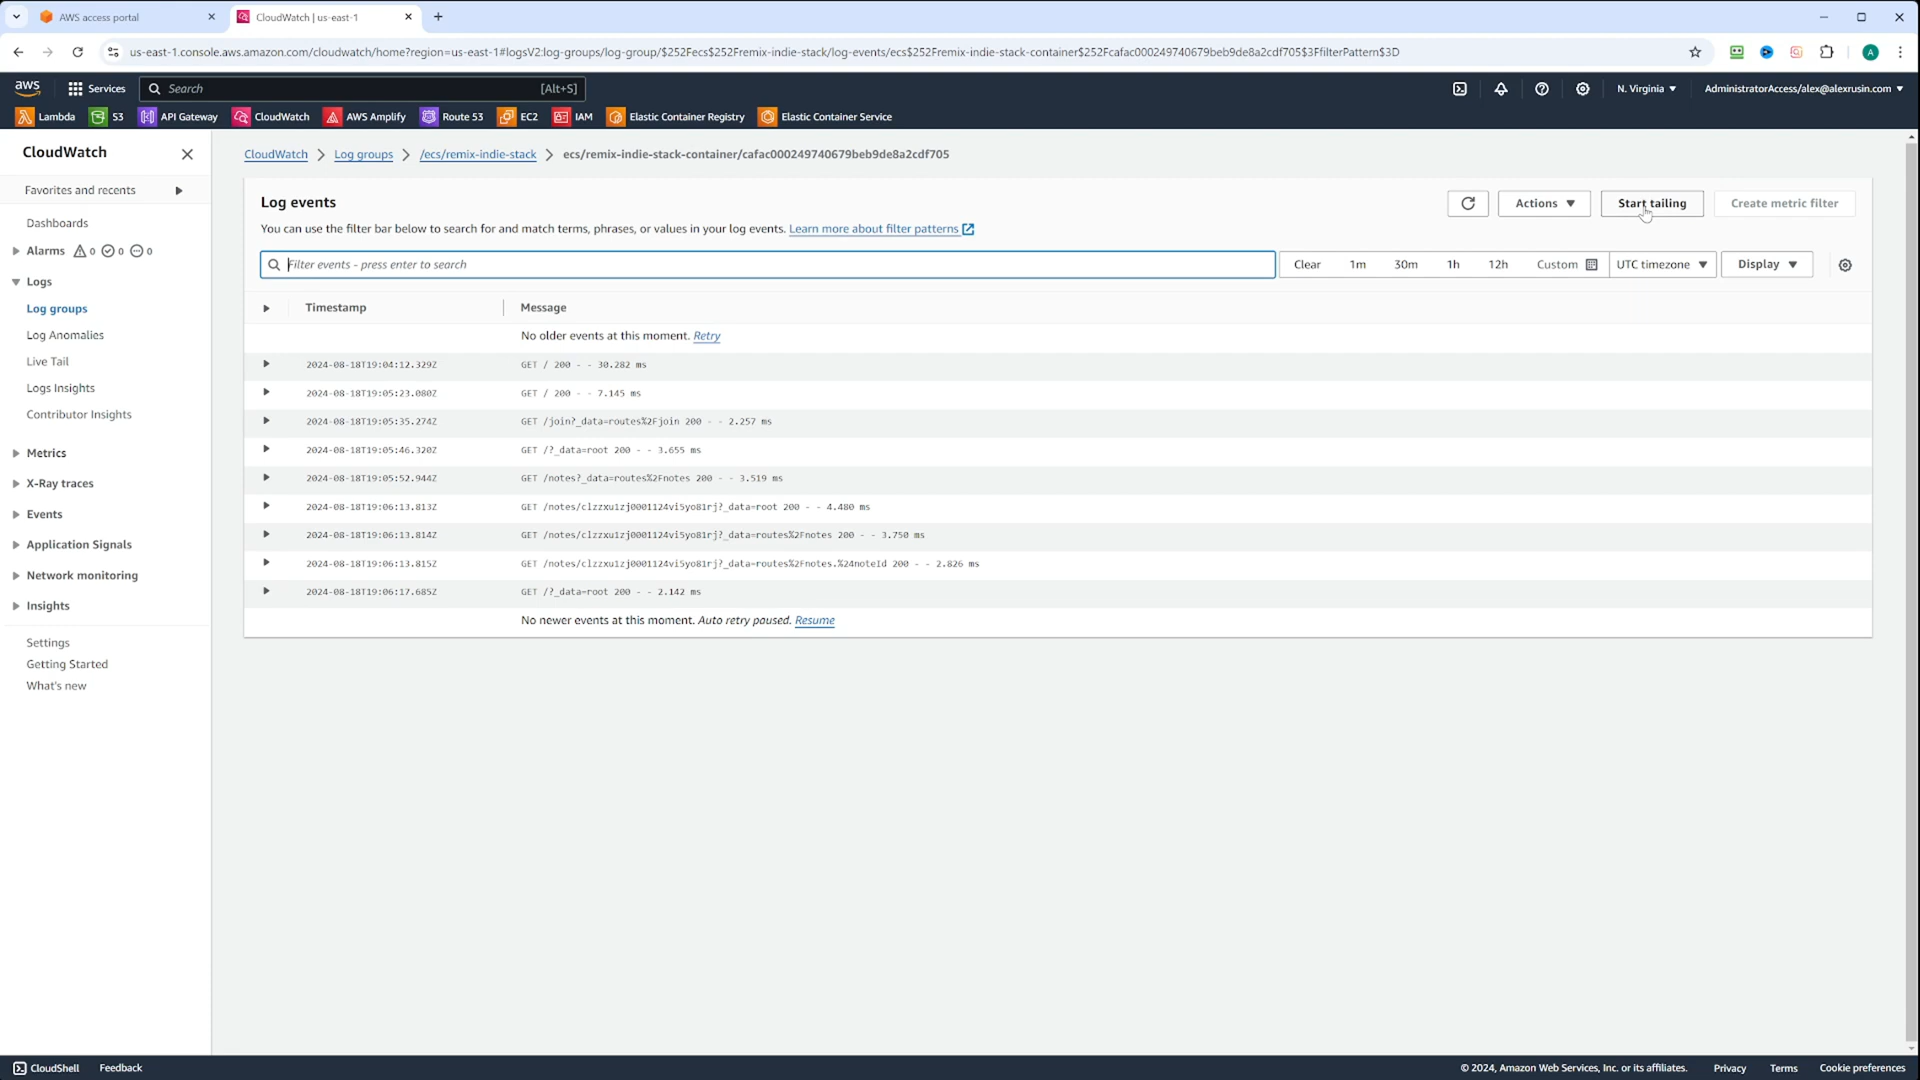 AWS access portal
CloudWatch | us-east-1
us-east-1.console.aws.amazon.com/cloudwatch/home?region=us-east-1#logsV2:log-groups/log-group/$252Fecs$252Fremix-indie-stack/log-events/ecs$252Fremix-indie-stack-container$252Fcafac000249740679beb9de8a2cdf705$3FfilterPattern$3D
A
aws Services Search [Alt+S] N. Virginia AdministratorAccess/alex@alexrusin.com
Lambda S3 API Gateway CloudWatch AWS Amplify Route 53 EC2 IAM Elastic Container Registry Elastic Container Service
CloudWatch
Favorites and recents
Dashboards
Alarms 0 0 0
Logs
Log groups
Log Anomalies
Live Tail
Logs Insights
Contributor Insights
Metrics
X-Ray traces
Events
Application Signals
Network monitoring
Insights
Settings
Getting Started
What's new
CloudWatch > Log groups > /ecs/remix-indie-stack > ecs/remix-indie-stack-container/cafac000249740679beb9de8a2cdf705
Log events
Actions Start tailing Create metric filter
You can use the filter bar below to search for and match terms, phrases, or values in your log events. Learn more about filter patterns
Filter events - press enter to search
Clear 1m 30m 1h 12h Custom UTC timezone Display
Timestamp Message
No older events at this moment. Retry
2024-08-18T19:04:12.329Z GET / 200 - - 30.282 ms
2024-08-18T19:05:23.080Z GET / 200 - - 7.145 ms
2024-08-18T19:05:35.274Z GET /join?_data=routes%2Fjoin 200 - - 2.257 ms
2024-08-18T19:05:46.320Z GET /?_data=root 200 - - 3.655 ms
2024-08-18T19:05:52.944Z GET /notes?_data=routes%2Fnotes 200 - - 3.519 ms
2024-08-18T19:06:13.813Z GET /notes/clzzxu1zj0001124vi5yo81rj?_data=root 200 - - 4.480 ms
2024-08-18T19:06:13.814Z GET /notes/clzzxu1zj0001124vi5yo81rj?_data=routes%2Fnotes 200 - - 3.750 ms
2024-08-18T19:06:13.815Z GET /notes/clzzxu1zj0001124vi5yo81rj?_data=routes%2Fnotes.%24noteId 200 - - 2.826 ms
2024-08-18T19:06:17.685Z GET /?_data=root 200 - - 2.142 ms
No newer events at this moment. Auto retry paused. Resume
CloudShell Feedback © 2024, Amazon Web Services, Inc. or its affiliates. Privacy Terms Cookie preferences